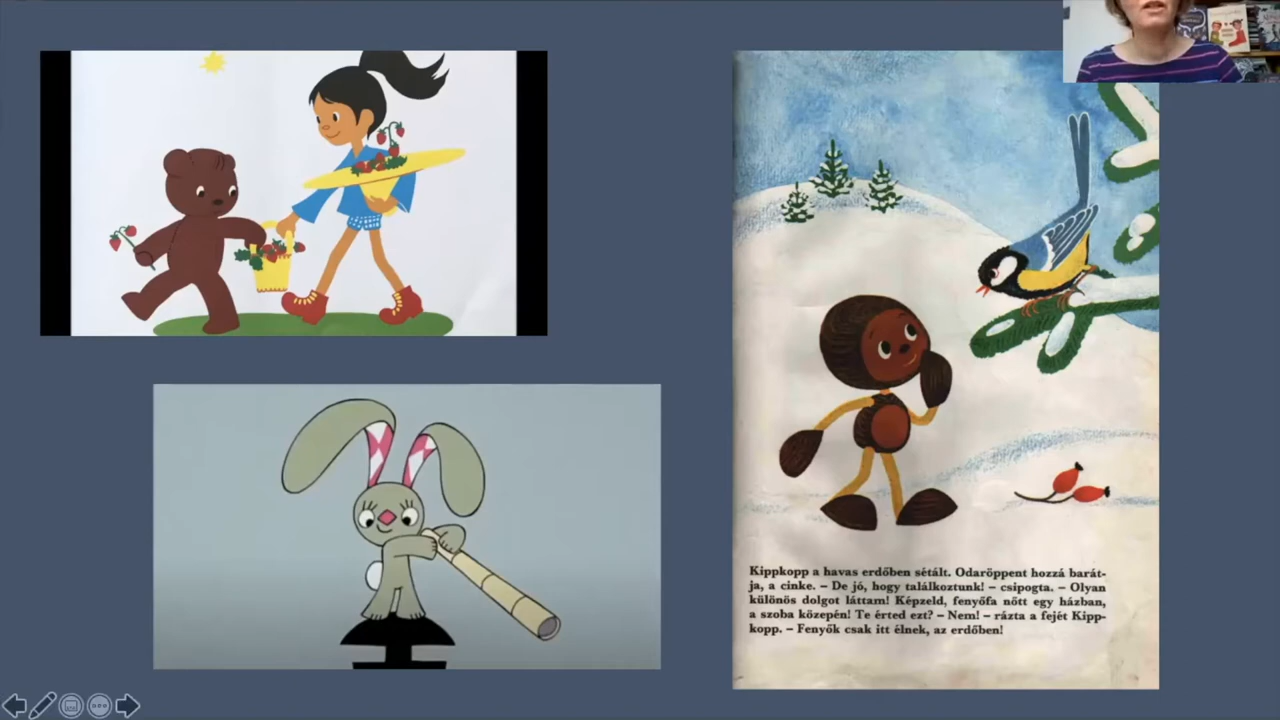 Kippkopp a havas erdőben sétált. Odaröppent hozzá barát-
ja, a cinke. – De jó, hogy találkoztunk! – csipogta. – Olyan
különös dolgot láttam! Képzeld, fenyőfa nőtt egy házban,
a szoba közepén! Te érted ezt? – Nem! – rázta a fejét Kipp-
kopp. – Fenyők csak itt élnek, az erdőben!